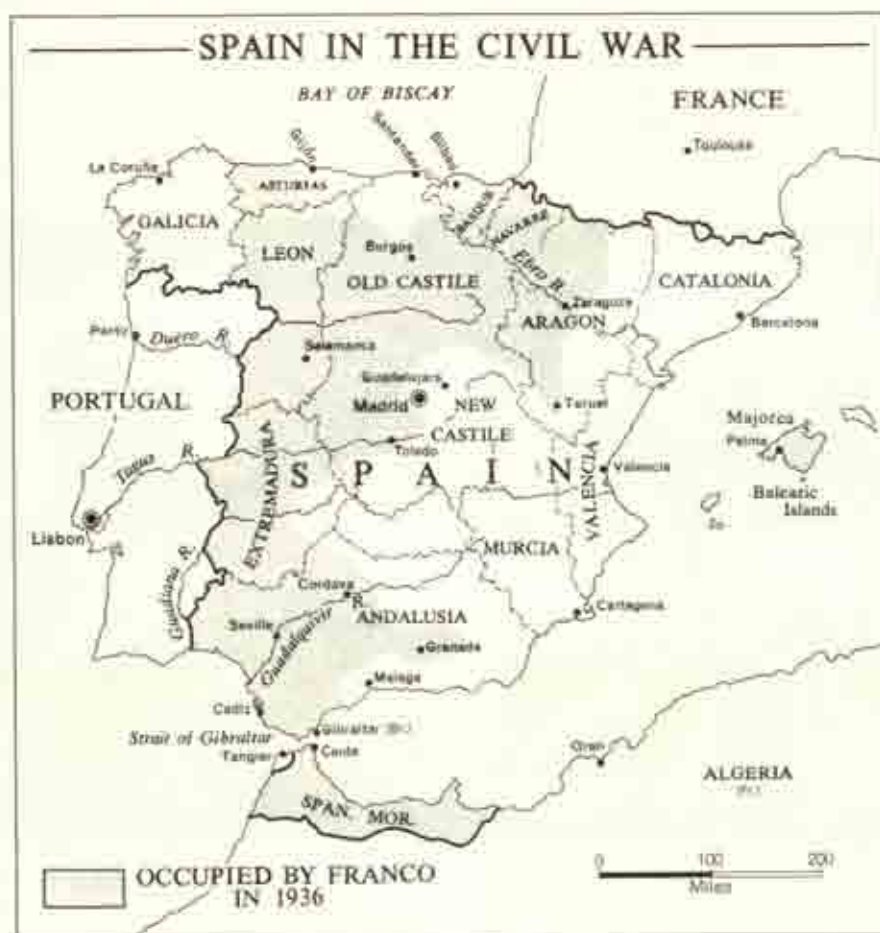 SPAIN IN THE CIVIL WAR
BAY OF BISCAY
FRANCE
Toulouse
Gijón
Santander
Bilbao
La Coruña
ASTURIAS
BASQUE
NAVARRE
GALICIA
LEON
Burgos
Ebro R.
OLD CASTILE
CATALONIA
Zaragoza
ARAGON
Barcelona
Duero R.
Salamanca
Guadalajara
Madrid
NEW
CASTILE
Teruel
PORTUGAL
Majorca
Palma
Toledo
Tagus R.
SPAIN
Valencia
VALENCIA
Balearic
Islands
EXTREMADURA
Lisbon
MURCIA
Guadiana R.
Cordova
Guadalquivir R.
ANDALUSIA
Cartagena
Seville
Granada
Malaga
Cadiz
Gibraltar (Br.)
Strait of Gibraltar
Tangier
Ceuta
Oran
ALGERIA
(Fr.)
SPAN. MOR.
OCCUPIED BY FRANCO
IN 1936
0 100 200
Miles